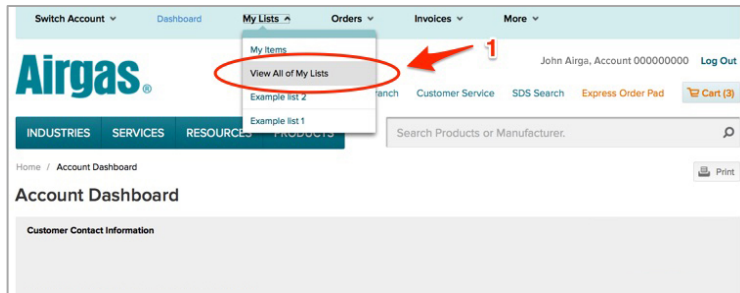 Switch Account Dashboard My Lists Orders Invoices More
My Items
1
View All of My Lists
John Airga, Account 000000000 Log Out
Airgas®
Example list 2
anch Customer Service SDS Search Express Order Pad Cart (3)
Example list 1
INDUSTRIES SERVICES RESOURCES PRODUCTS Search Products or Manufacturer.
Home / Account Dashboard
Print
Account Dashboard
Customer Contact Information